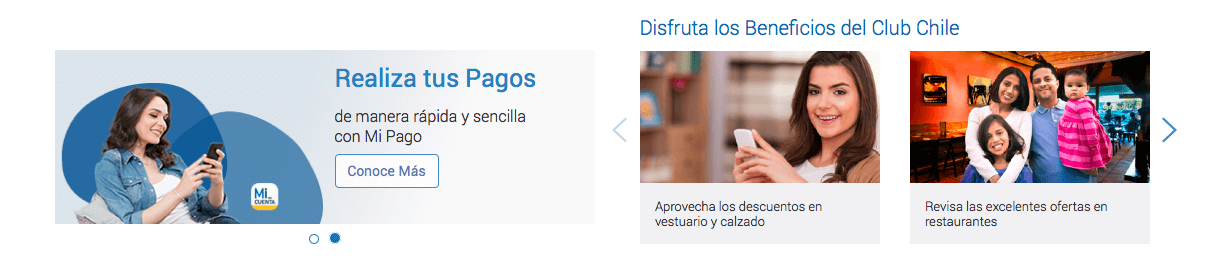 Realiza tus Pagos
de manera rápida y sencilla
con Mi Pago
Conoce Más
Mi
CUENTA
Disfruta los Beneficios del Club Chile
Aprovecha los descuentos en
vestuario y calzado
Revisa las excelentes ofertas en
restaurantes